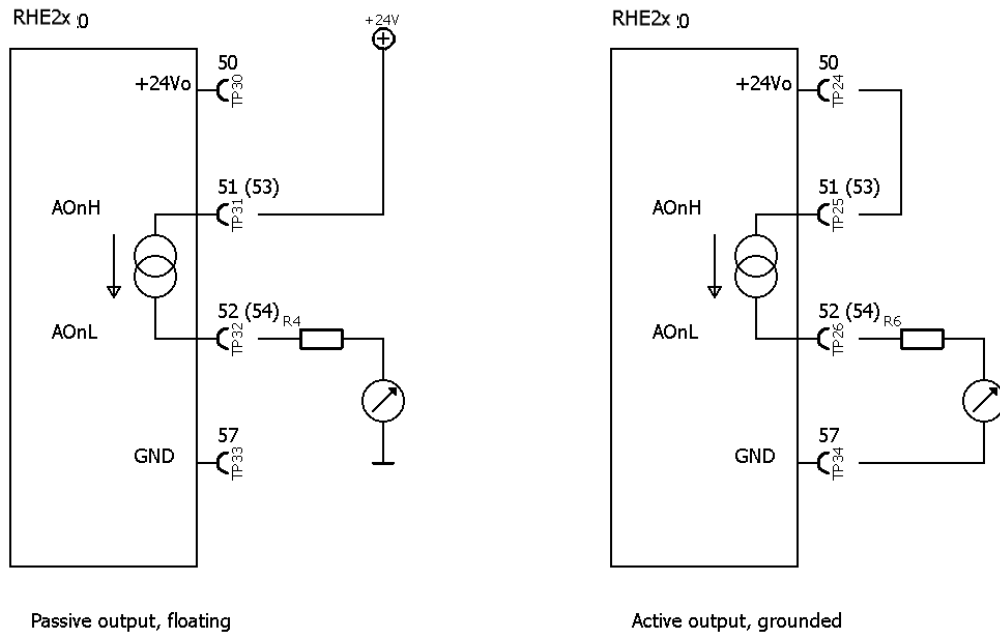 RHE2x :0
+24V
50
+24Vo
TP30
51 (53)
AOnH
TP31
52 (54)
AOnL
TP32
R4
57
GND
TP33
Passive output, floating
RHE2x :0
50
+24Vo
TP24
51 (53)
AOnH
TP25
52 (54)
AOnL
TP26
R6
57
GND
TP34
Active output, grounded